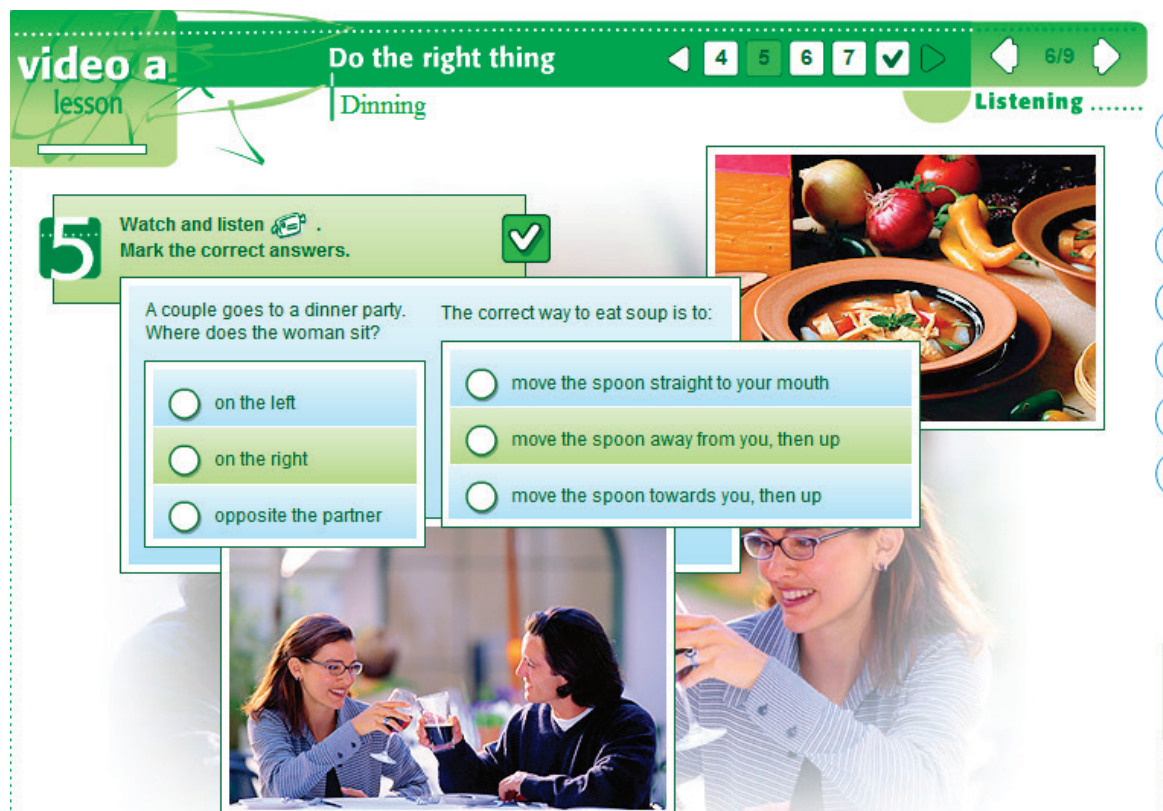 video a
lesson
Do the right thing
4 5 6 7
6/9
Dinning
Listening .......
5
Watch and listen .
Mark the correct answers.
A couple goes to a dinner party.
Where does the woman sit?
on the left
on the right
opposite the partner
The correct way to eat soup is to:
move the spoon straight to your mouth
move the spoon away from you, then up
move the spoon towards you, then up